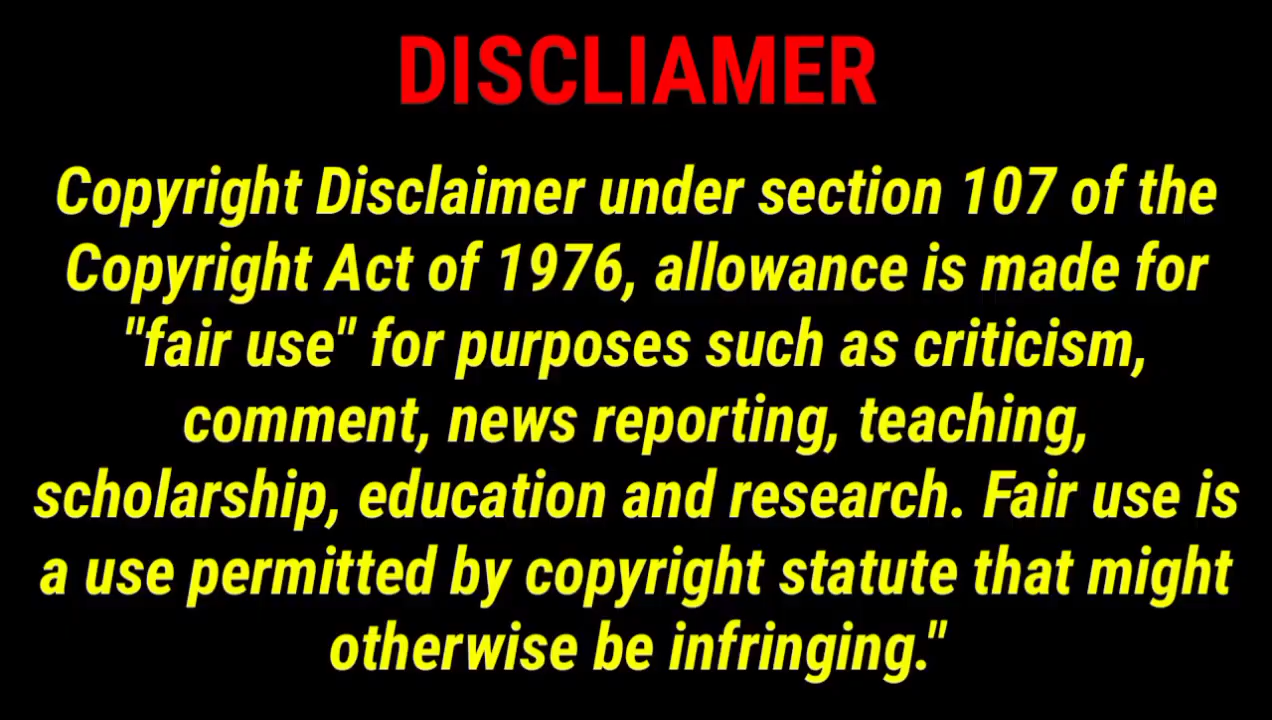 DISCLIAMER
Copyright Disclaimer under section 107 of the
Copyright Act of 1976, allowance is made for
"fair use" for purposes such as criticism,
comment, news reporting, teaching,
scholarship, education and research. Fair use is
a use permitted by copyright statute that might
otherwise be infringing."